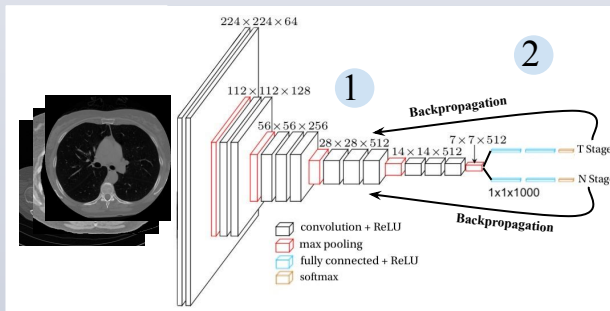 224×224×64
112×112×128
56×56×256
28×28×512
14×14×512
7×7×512
1
2
Backpropagation
T Stage
N Stage
1x1x1000
Backpropagation
convolution + ReLU
max pooling
fully connected + ReLU
softmax